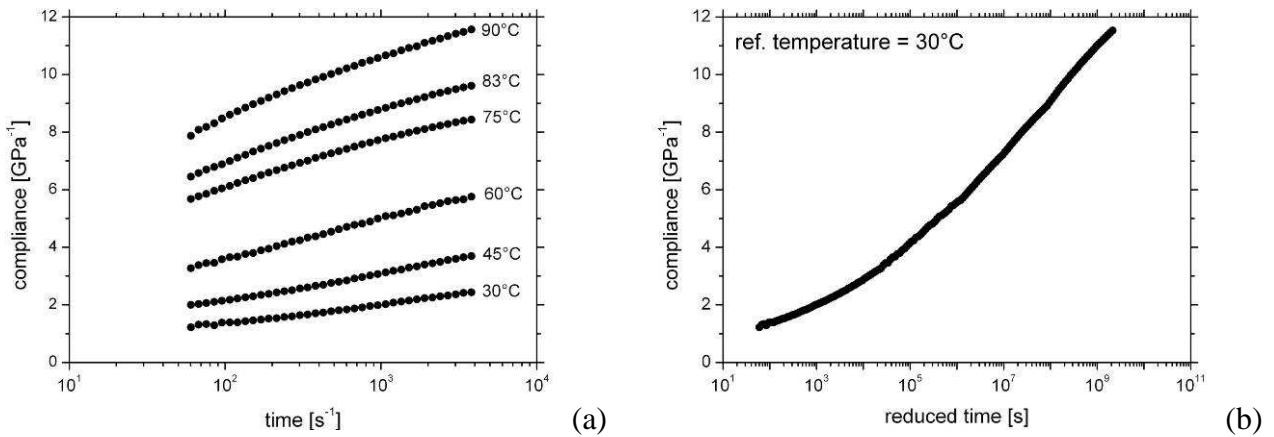 12
10
8
6
4
2
0
compliance [GPa⁻¹]
90°C
83°C
75°C
60°C
45°C
30°C
10¹ 10² 10³ 10⁴
time [s⁻¹]
(a)
12
10
8
6
4
2
0
compliance [GPa⁻¹]
ref. temperature = 30°C
10¹ 10³ 10⁵ 10⁷ 10⁹ 10¹¹
reduced time [s]
(b)